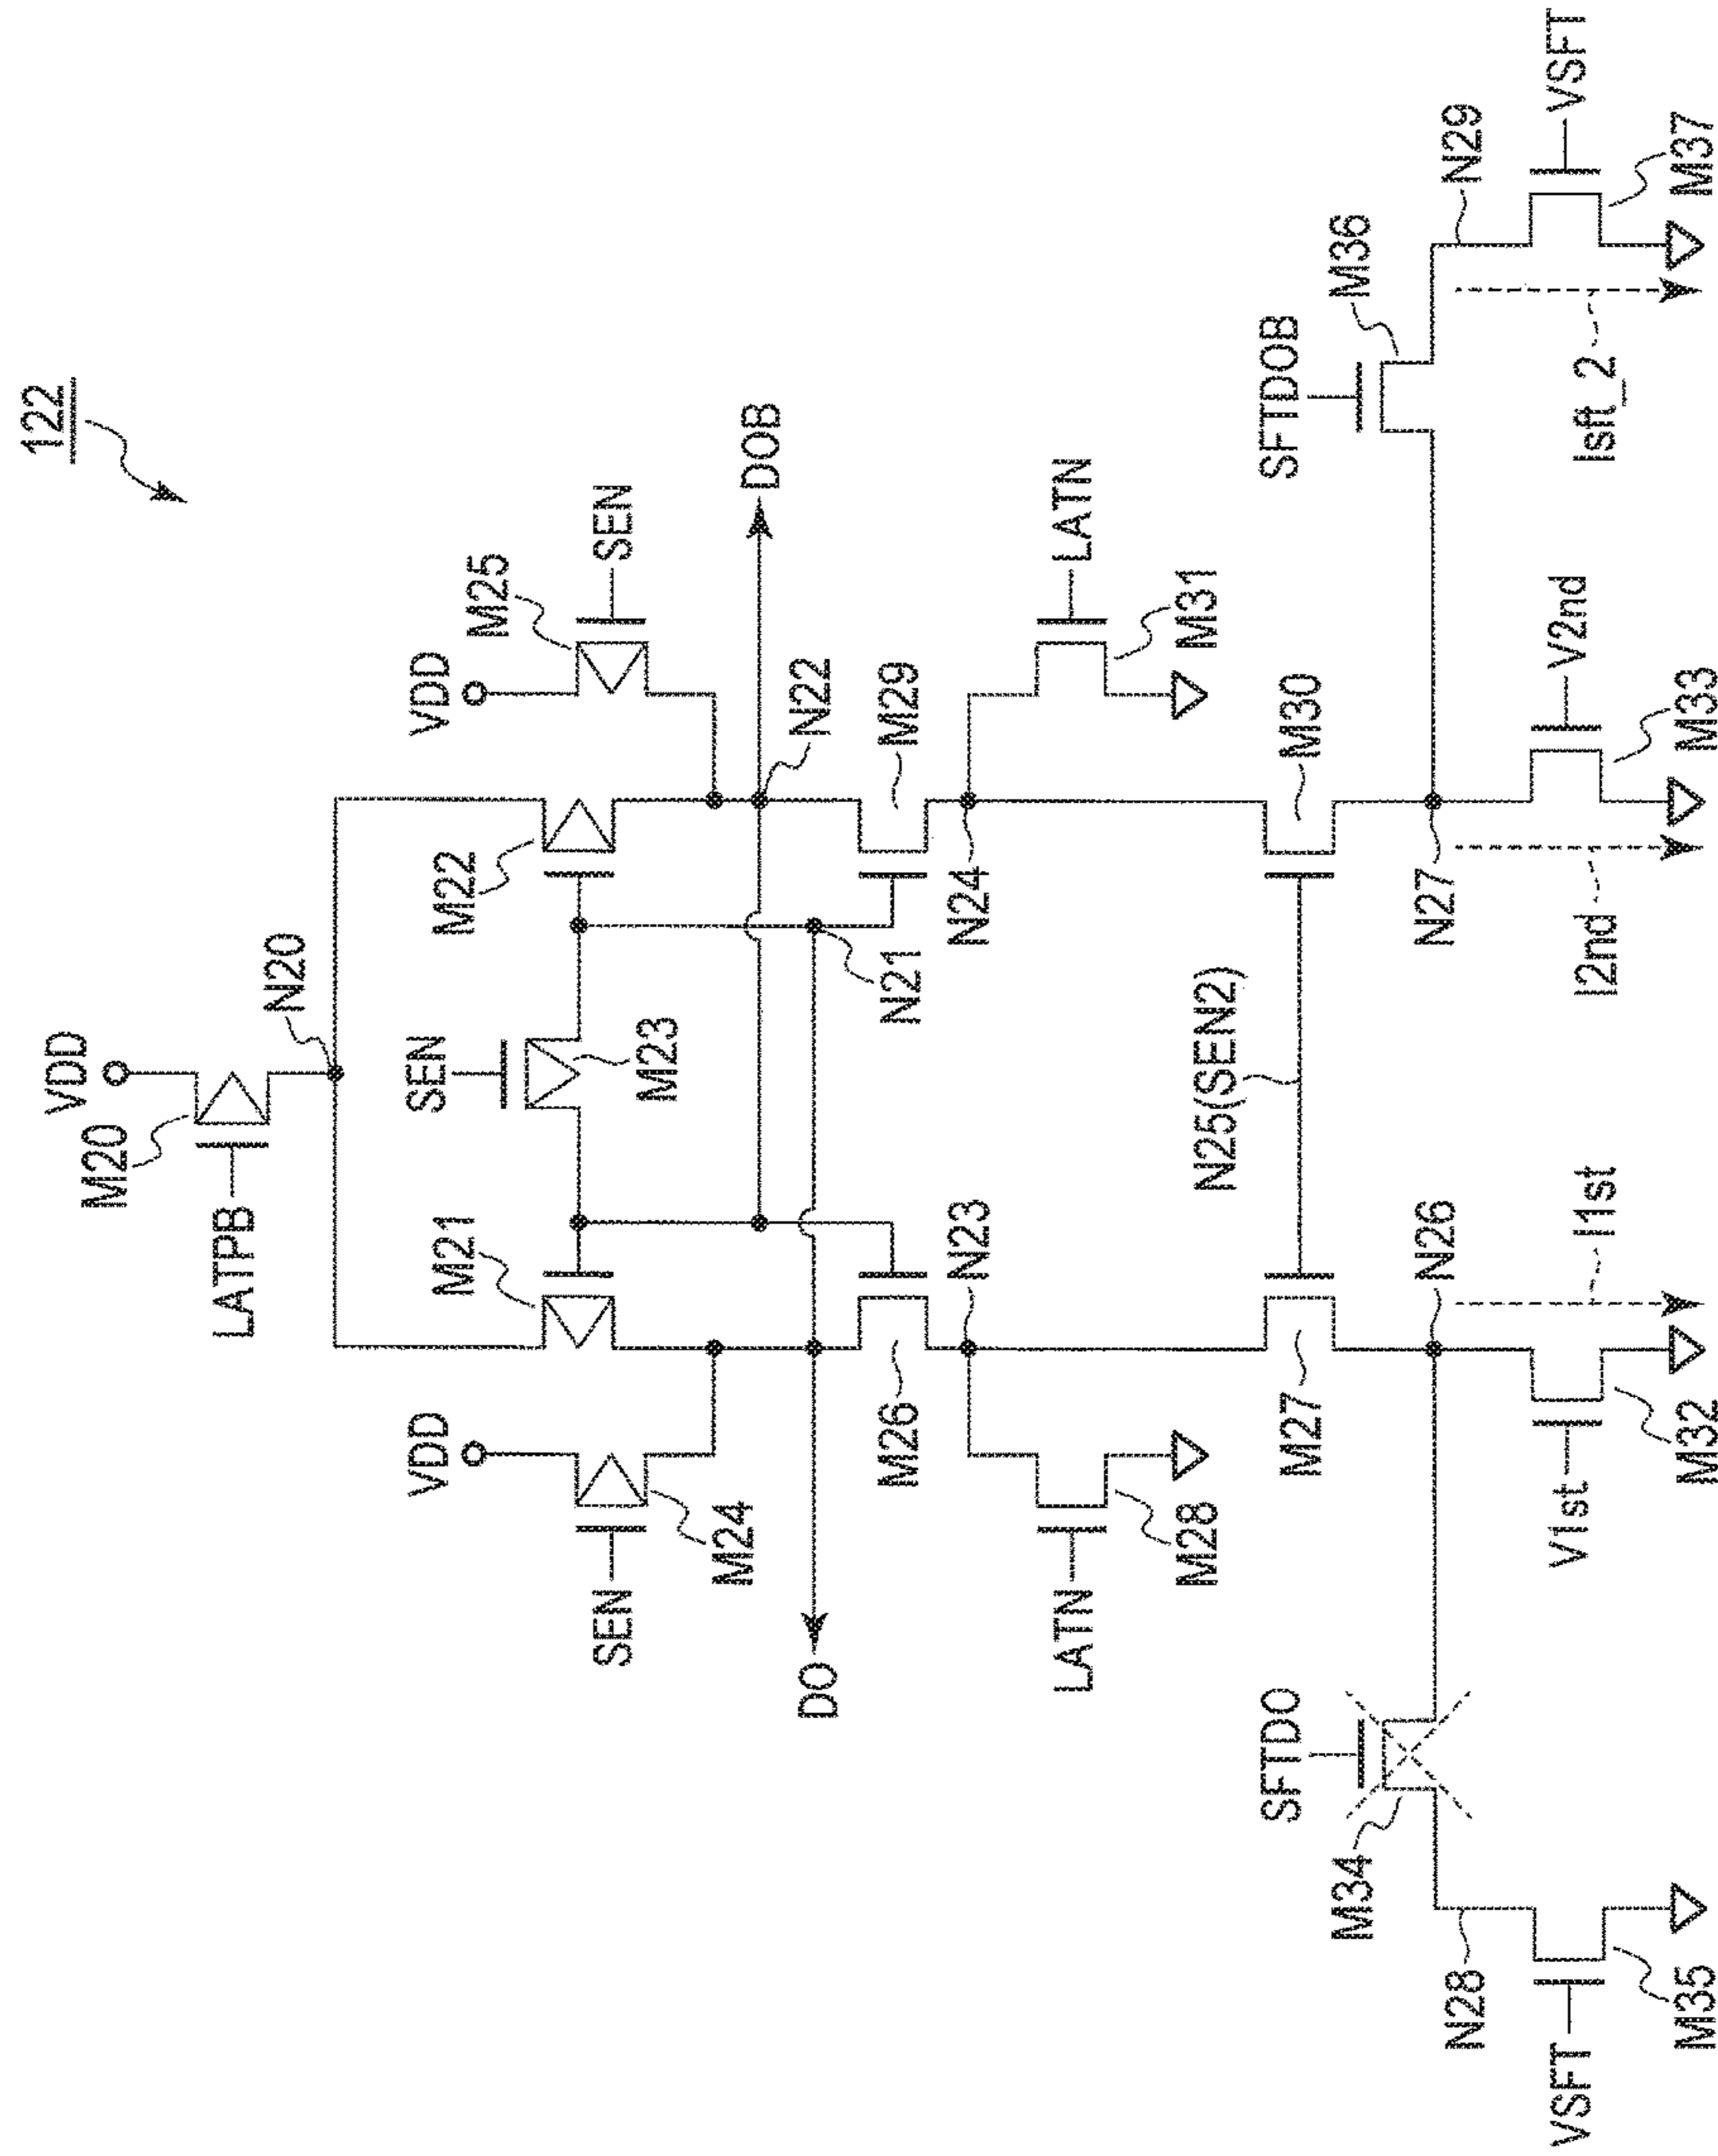 122
VDD
M20
LATPB
N20
VDD
SEN
M24
M21
SEN
M23
M22
VDD
M25
SEN
DO
DOB
N22
N21
M26
M29
N23
N24
LATN
M28
LATN
M31
N25(SEN2)
M27
M30
SFTDO
M34
SFTDOB
M36
N28
N26
N27
N29
VSFT
M35
V1st
M32
I1st
I2nd
V2nd
M33
Isft_2
VSFT
M37